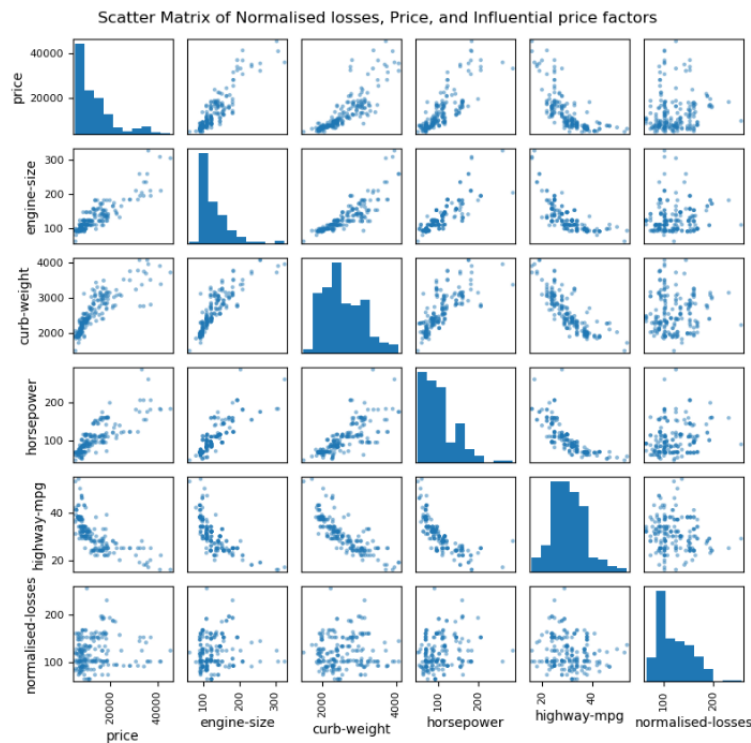 Scatter Matrix of Normalised losses, Price, and Influential price factors
price
40000
20000
engine-size
300
200
100
curb-weight
4000
3000
2000
horsepower
200
100
highway-mpg
40
20
normalised-losses
200
100
20000
40000
price
100
200
300
engine-size
2000
4000
curb-weight
100
200
horsepower
20
40
highway-mpg
100
200
normalised-losses